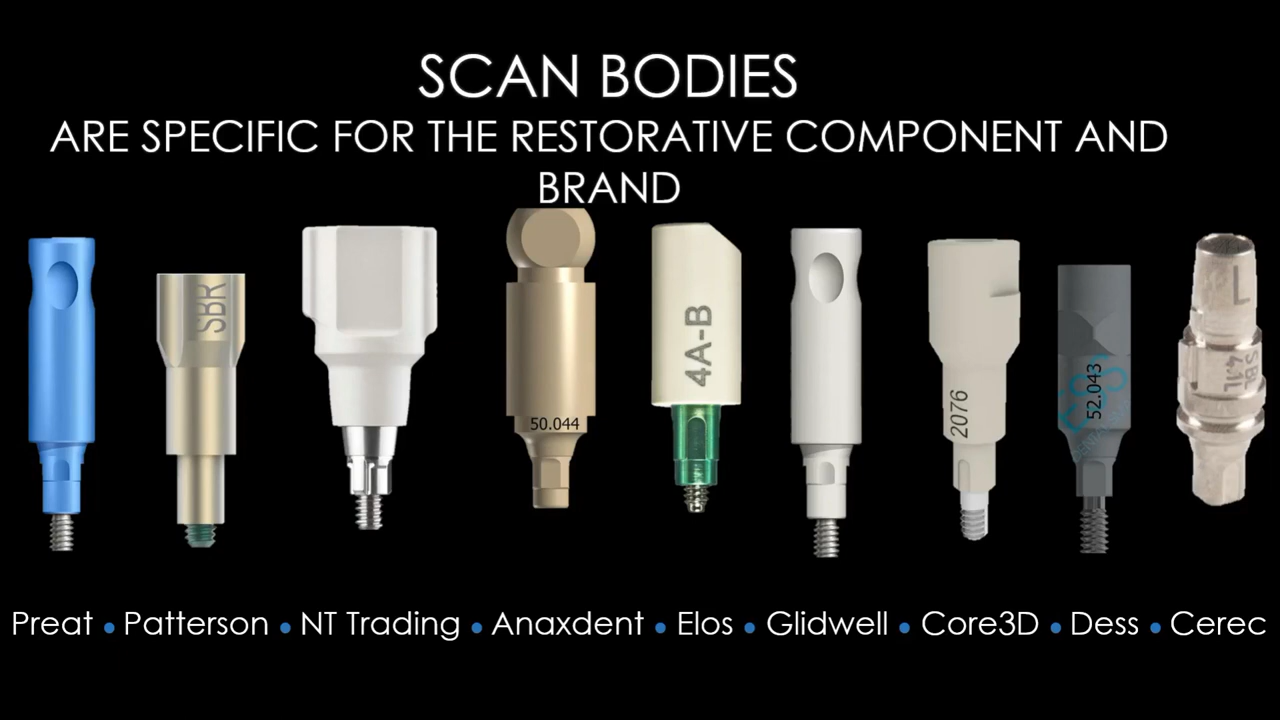 SCAN BODIES
ARE SPECIFIC FOR THE RESTORATIVE COMPONENT AND
BRAND
SBR
50.044
4A-B
2076
52.043
L
SBL
4.1L
Preat • Patterson • NT Trading • Anaxdent • Elos • Glidwell • Core3D • Dess • Cerec